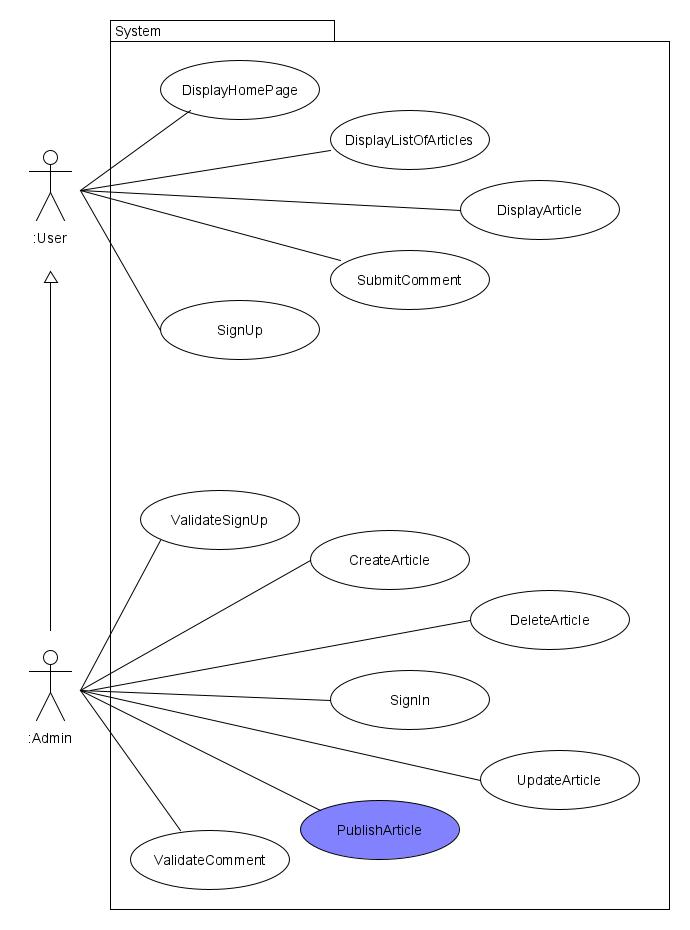 System
DisplayHomePage
DisplayListOfArticles
DisplayArticle
:User
SubmitComment
SignUp
ValidateSignUp
CreateArticle
DeleteArticle
SignIn
:Admin
UpdateArticle
PublishArticle
ValidateComment